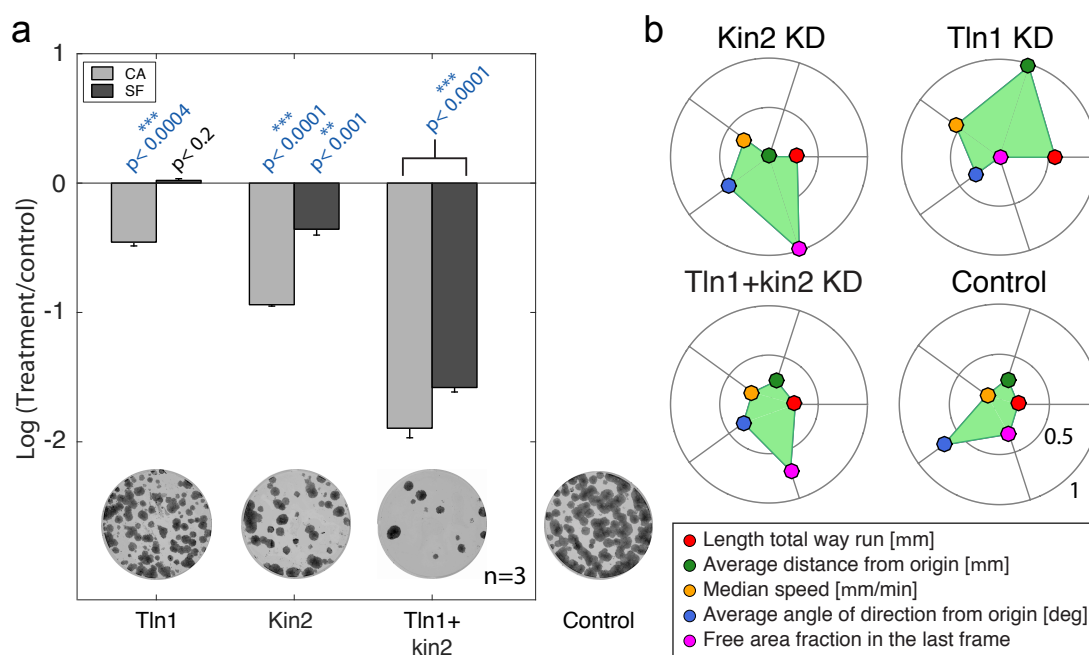 a
Log (Treatment/control)
1
0
-1
-2
CA
SF
***
p< 0.0004
p< 0.2
***
p< 0.0001
**
p< 0.001
***
p< 0.0001
n=3
Tln1
Kin2
Tln1+
kin2
Control
b
Kin2 KD
Tln1 KD
Tln1+kin2 KD
Control
0.5
1
Length total way run [mm]
Average distance from origin [mm]
Median speed [mm/min]
Average angle of direction from origin [deg]
Free area fraction in the last frame